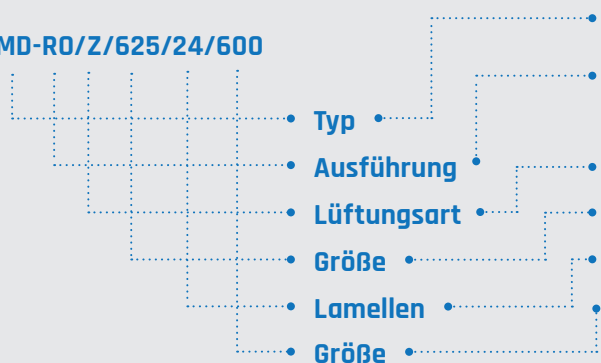 MD-RO/Z/625/24/600
Typ
Ausführung
Lüftungsart
Größe
Lamellen
Größe